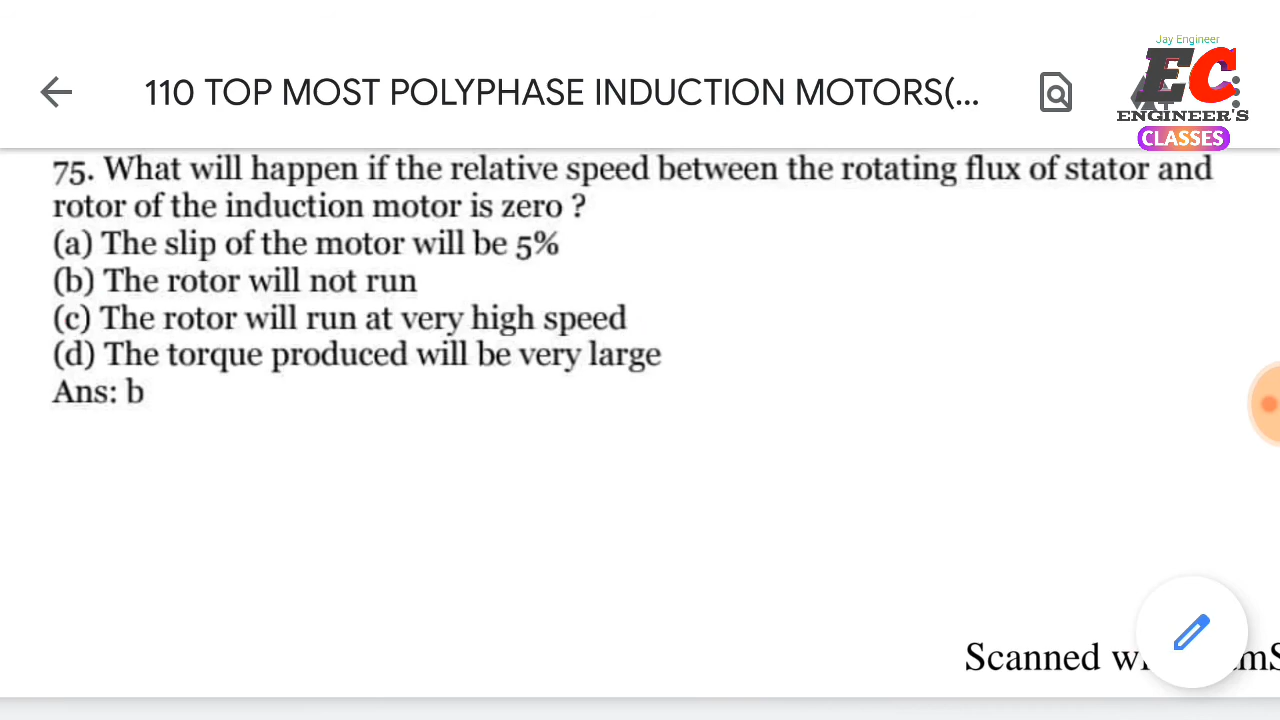 Jay Engineer
EC
ENGINEER'S
CLASSES
110 TOP MOST POLYPHASE INDUCTION MOTORS(...
75. What will happen if the relative speed between the rotating flux of stator and
rotor of the induction motor is zero ?
(a) The slip of the motor will be 5%
(b) The rotor will not run
(c) The rotor will run at very high speed
(d) The torque produced will be very large
Ans: b
Scanned